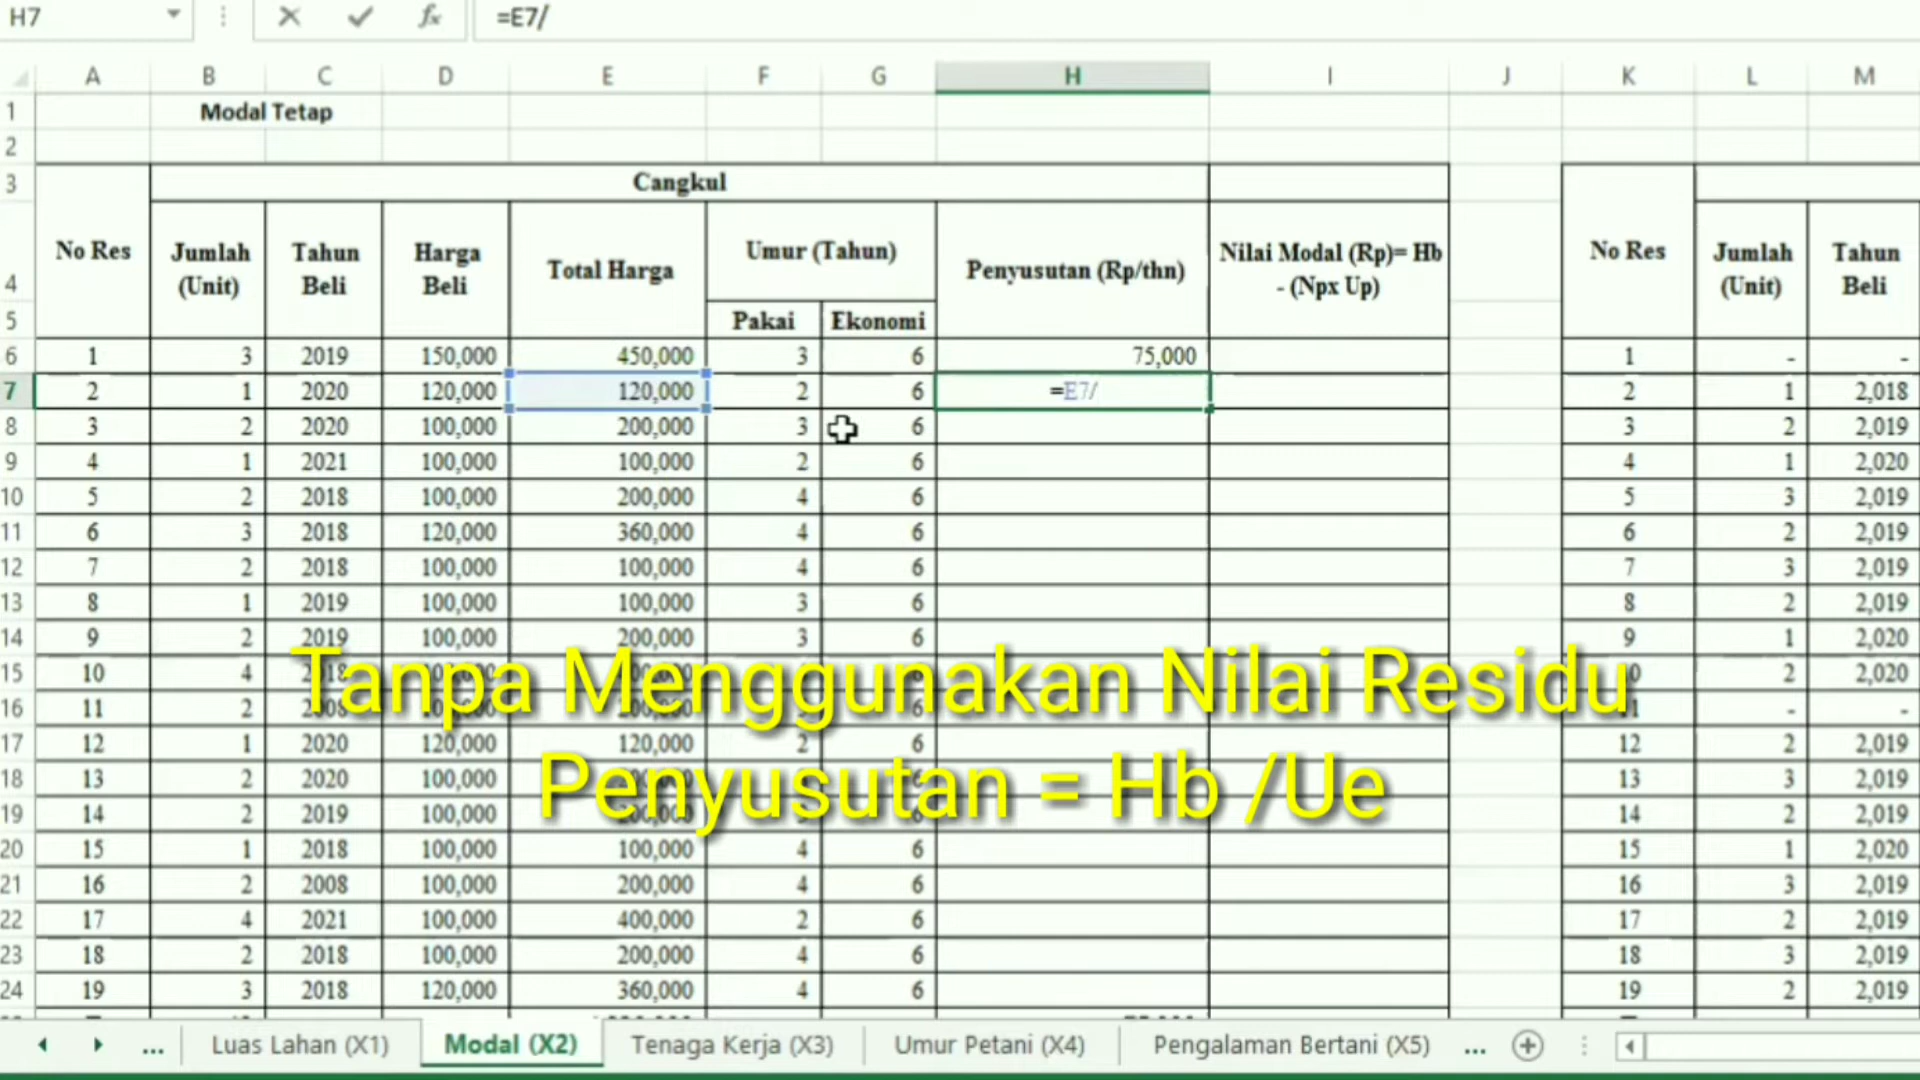 H7 fx =E7/
A B C D E F G H I J K L M
1 Modal Tetap
2
3 Cangkul
No Res Jumlah (Unit) Tahun Beli Harga Beli Total Harga Umur (Tahun) Penyusutan (Rp/thn) Nilai Modal (Rp)= Hb - (Npx Up) No Res Jumlah (Unit) Tahun Beli
4
5 Pakai Ekonomi
6 1 3 2019 150,000 450,000 3 6 75,000 1 - -
7 2 1 2020 120,000 120,000 2 6 =E7/ 2 1 2,018
8 3 2 2020 100,000 200,000 3 6 3 2 2,019
9 4 1 2021 100,000 100,000 2 6 4 1 2,020
10 5 2 2018 100,000 200,000 4 6 5 3 2,019
11 6 3 2018 120,000 360,000 4 6 6 2 2,019
12 7 2 2018 100,000 100,000 4 6 7 3 2,019
13 8 1 2019 100,000 100,000 3 6 8 2 2,019
14 9 2 2019 100,000 200,000 3 6 9 1 2,020
15 10 4 2 2,020
Tanpa Menggunakan Nilai Residu
16 11 2 2008 - -
17 12 1 2020 120,000 120,000 2 6 12 2 2,019
18 13 2 2020 100,000 13 3 2,019
Penyusutan = Hb /Ue
19 14 2 2019 100,000 14 2 2,019
20 15 1 2018 100,000 100,000 4 6 15 1 2,020
21 16 2 2008 100,000 200,000 4 6 16 3 2,019
22 17 4 2021 100,000 400,000 2 6 17 2 2,019
23 18 2 2018 100,000 200,000 4 6 18 3 2,019
24 19 3 2018 120,000 360,000 4 6 19 2 2,019
... Luas Lahan (X1) Modal (X2) Tenaga Kerja (X3) Umur Petani (X4) Pengalaman Bertani (X5) ...